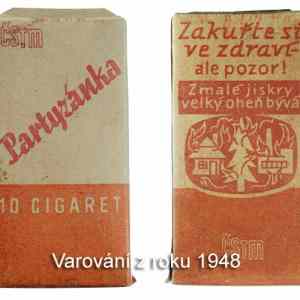 ČSTM
Partyzánka
10 CIGARET
Zakuřte si
ve zdraví-
ale pozor!
Z malé jiskry
velký oheň bývá
ČSTM
Varování z roku 1948